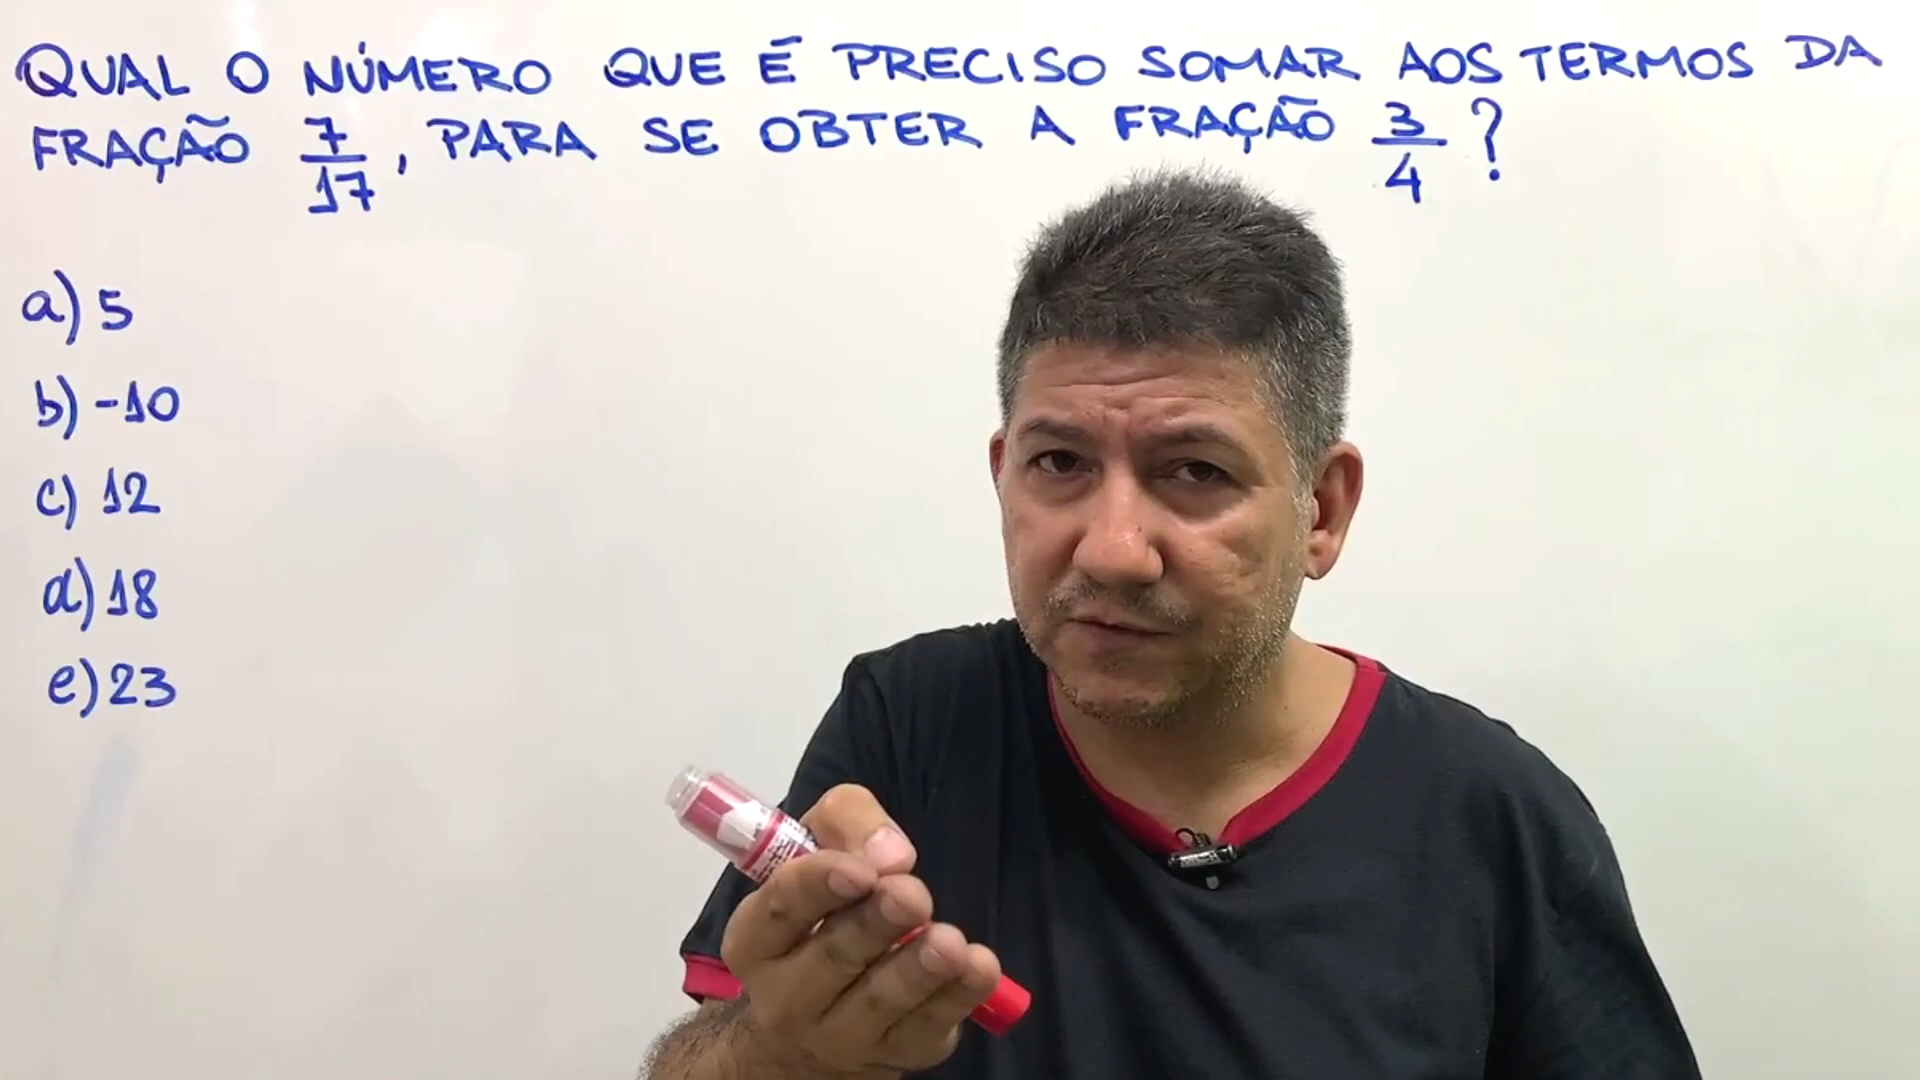 QUAL O NÚMERO QUE É PRECISO SOMAR AOS TERMOS DA
FRAÇÃO 7/17, PARA SE OBTER A FRAÇÃO 3/4?
a) 5
b) -10
c) 12
d) 18
e) 23